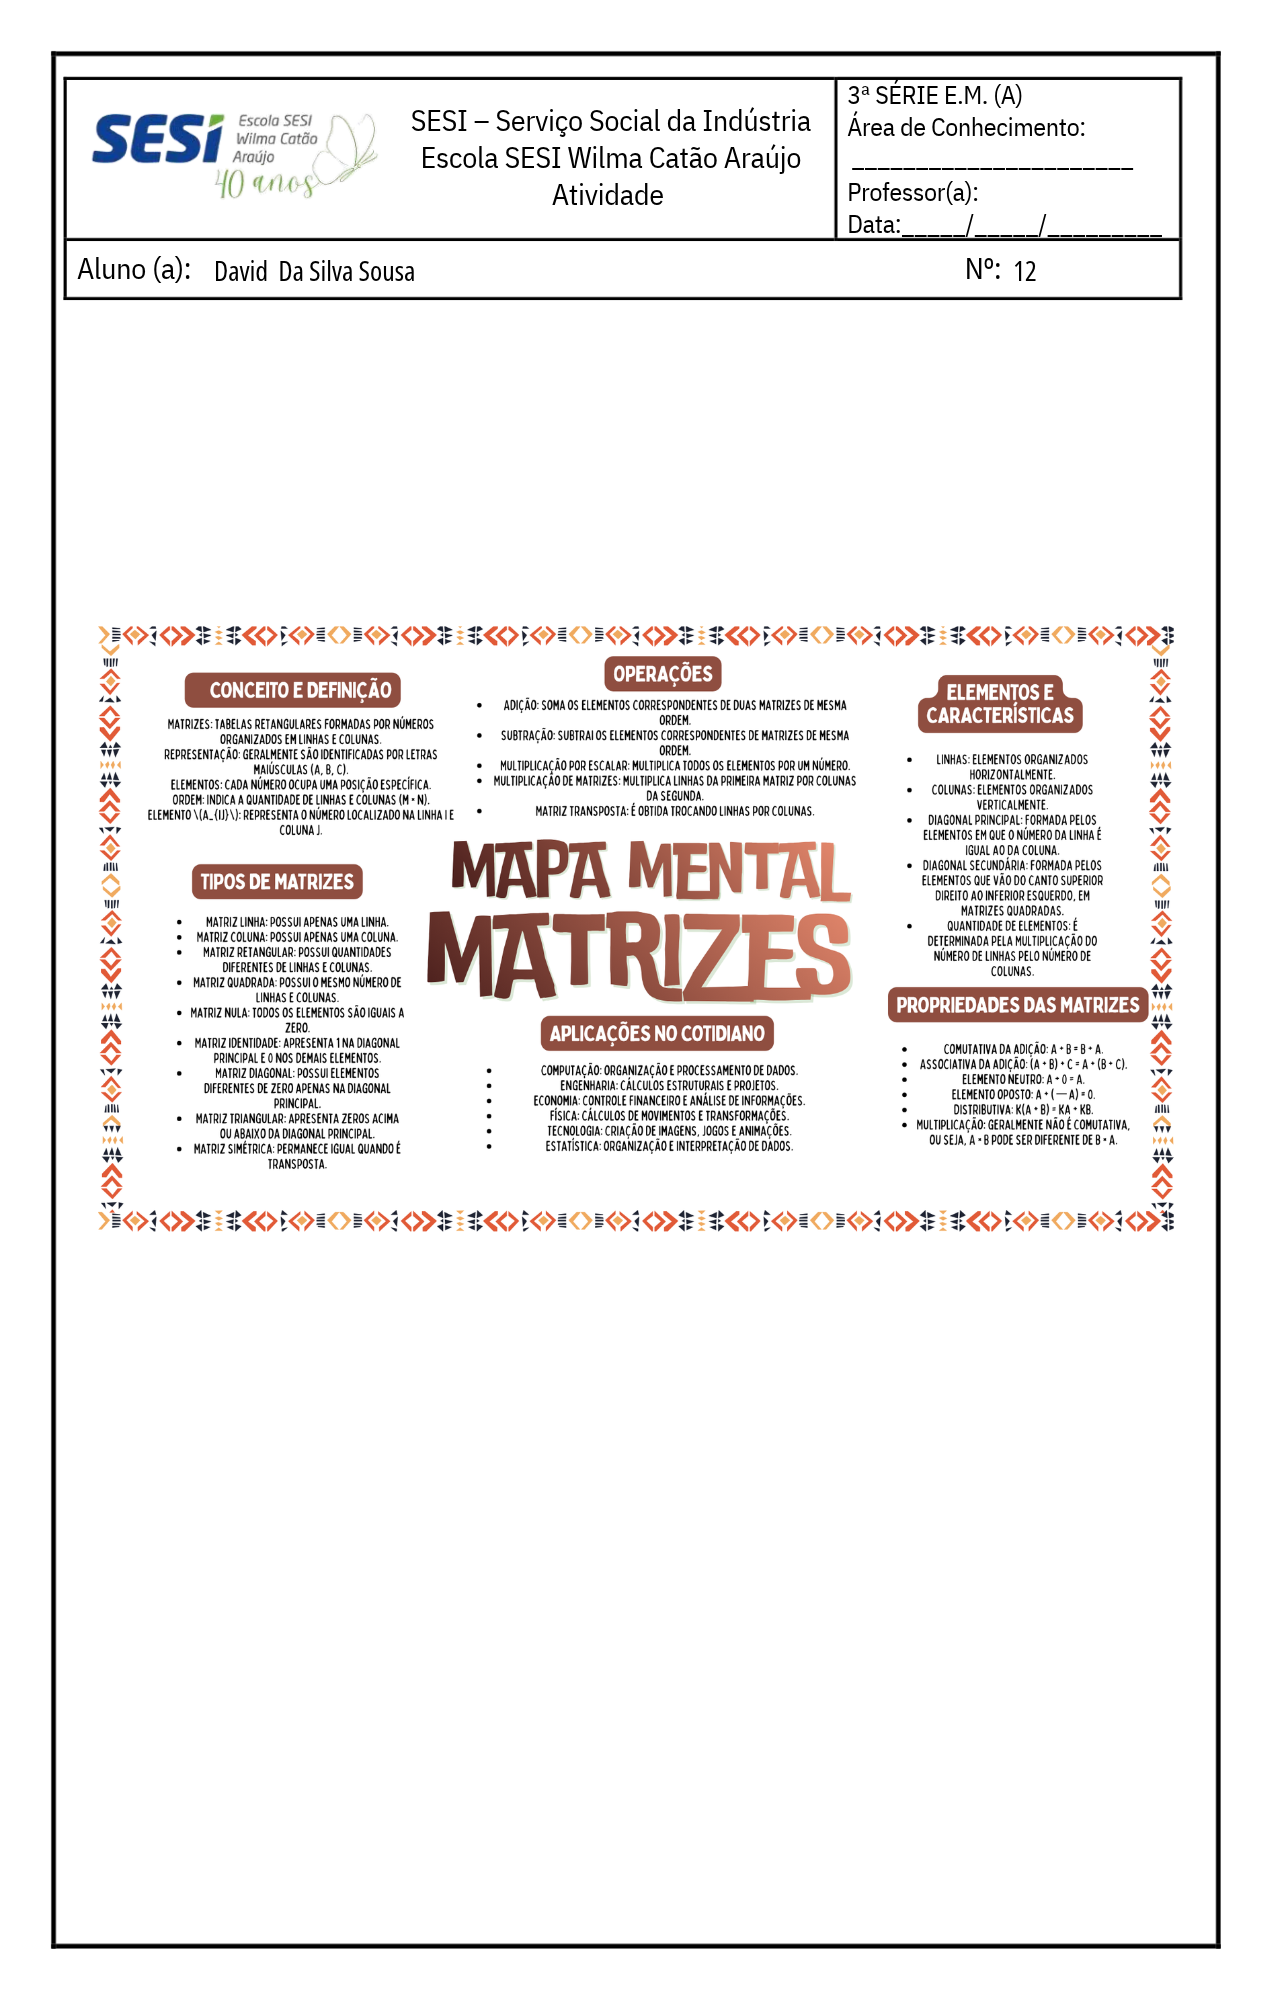 SESI
Escola SESI
Wilma Catão
Araújo
40 anos
SESI – Serviço Social da Indústria
Escola SESI Wilma Catão Araújo
Atividade
3ª SÉRIE E.M. (A)
Área de Conhecimento:
______________________
Professor(a):
Data:_____/_____/_________
Aluno (a): David Da Silva Sousa Nº: 12
CONCEITO E DEFINIÇÃO
MATRIZES: TABELAS RETANGULARES FORMADAS POR NÚMEROS
ORGANIZADOS EM LINHAS E COLUNAS.
REPRESENTAÇÃO: GERALMENTE SÃO IDENTIFICADAS POR LETRAS
MAIÚSCULAS (A, B, C).
ELEMENTOS: CADA NÚMERO OCUPA UMA POSIÇÃO ESPECÍFICA.
ORDEM: INDICA A QUANTIDADE DE LINHAS E COLUNAS (M × N).
ELEMENTO \(A_{IJ}\): REPRESENTA O NÚMERO LOCALIZADO NA LINHA I E
COLUNA J.
TIPOS DE MATRIZES
• MATRIZ LINHA: POSSUI APENAS UMA LINHA.
• MATRIZ COLUNA: POSSUI APENAS UMA COLUNA.
• MATRIZ RETANGULAR: POSSUI QUANTIDADES
DIFERENTES DE LINHAS E COLUNAS.
• MATRIZ QUADRADA: POSSUI O MESMO NÚMERO DE
LINHAS E COLUNAS.
• MATRIZ NULA: TODOS OS ELEMENTOS SÃO IGUAIS A
ZERO.
• MATRIZ IDENTIDADE: APRESENTA 1 NA DIAGONAL
PRINCIPAL E 0 NOS DEMAIS ELEMENTOS.
• MATRIZ DIAGONAL: POSSUI ELEMENTOS
DIFERENTES DE ZERO APENAS NA DIAGONAL
PRINCIPAL.
• MATRIZ TRIANGULAR: APRESENTA ZEROS ACIMA
OU ABAIXO DA DIAGONAL PRINCIPAL.
• MATRIZ SIMÉTRICA: PERMANECE IGUAL QUANDO É
TRANSPOSTA.
OPERAÇÕES
• ADIÇÃO: SOMA OS ELEMENTOS CORRESPONDENTES DE DUAS MATRIZES DE MESMA
ORDEM.
• SUBTRAÇÃO: SUBTRAI OS ELEMENTOS CORRESPONDENTES DE MATRIZES DE MESMA
ORDEM.
• MULTIPLICAÇÃO POR ESCALAR: MULTIPLICA TODOS OS ELEMENTOS POR UM NÚMERO.
• MULTIPLICAÇÃO DE MATRIZES: MULTIPLICA LINHAS DA PRIMEIRA MATRIZ POR COLUNAS
DA SEGUNDA.
• MATRIZ TRANSPOSTA: É OBTIDA TROCANDO LINHAS POR COLUNAS.
MAPA MENTAL
MATRIZES
APLICAÇÕES NO COTIDIANO
• COMPUTAÇÃO: ORGANIZAÇÃO E PROCESSAMENTO DE DADOS.
• ENGENHARIA: CÁLCULOS ESTRUTURAIS E PROJETOS.
• ECONOMIA: CONTROLE FINANCEIRO E ANÁLISE DE INFORMAÇÕES.
• FÍSICA: CÁLCULOS DE MOVIMENTOS E TRANSFORMAÇÕES.
• TECNOLOGIA: CRIAÇÃO DE IMAGENS, JOGOS E ANIMAÇÕES.
• ESTATÍSTICA: ORGANIZAÇÃO E INTERPRETAÇÃO DE DADOS.
ELEMENTOS E
CARACTERÍSTICAS
• LINHAS: ELEMENTOS ORGANIZADOS
HORIZONTALMENTE.
• COLUNAS: ELEMENTOS ORGANIZADOS
VERTICALMENTE.
• DIAGONAL PRINCIPAL: FORMADA PELOS
ELEMENTOS EM QUE O NÚMERO DA LINHA É
IGUAL AO DA COLUNA.
• DIAGONAL SECUNDÁRIA: FORMADA PELOS
ELEMENTOS QUE VÃO DO CANTO SUPERIOR
DIREITO AO INFERIOR ESQUERDO, EM
MATRIZES QUADRADAS.
• QUANTIDADE DE ELEMENTOS: É
DETERMINADA PELA MULTIPLICAÇÃO DO
NÚMERO DE LINHAS PELO NÚMERO DE
COLUNAS.
PROPRIEDADES DAS MATRIZES
• COMUTATIVA DA ADIÇÃO: A + B = B + A.
• ASSOCIATIVA DA ADIÇÃO: (A + B) + C = A + (B + C).
• ELEMENTO NEUTRO: A + 0 = A.
• ELEMENTO OPOSTO: A + (—A) = 0.
• DISTRIBUTIVA: K(A + B) = KA + KB.
• MULTIPLICAÇÃO: GERALMENTE NÃO É COMUTATIVA,
OU SEJA, A × B PODE SER DIFERENTE DE B × A.